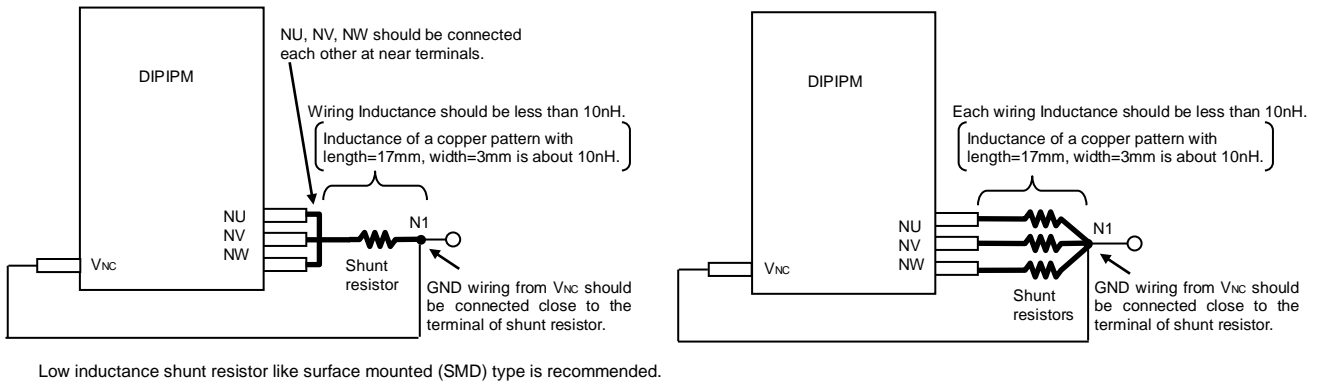 NU, NV, NW should be connected
each other at near terminals.
DIPIPM
Wiring Inductance should be less than 10nH.
Inductance of a copper pattern with
length=17mm, width=3mm is about 10nH.
NU
NV
NW
N1
VNC
Shunt
resistor
GND wiring from VNC should
be connected close to the
terminal of shunt resistor.
DIPIPM
Each wiring Inductance should be less than 10nH.
Inductance of a copper pattern with
length=17mm, width=3mm is about 10nH.
NU
NV
NW
N1
VNC
Shunt
resistors
GND wiring from VNC should
be connected close to the
terminal of shunt resistor.
Low inductance shunt resistor like surface mounted (SMD) type is recommended.